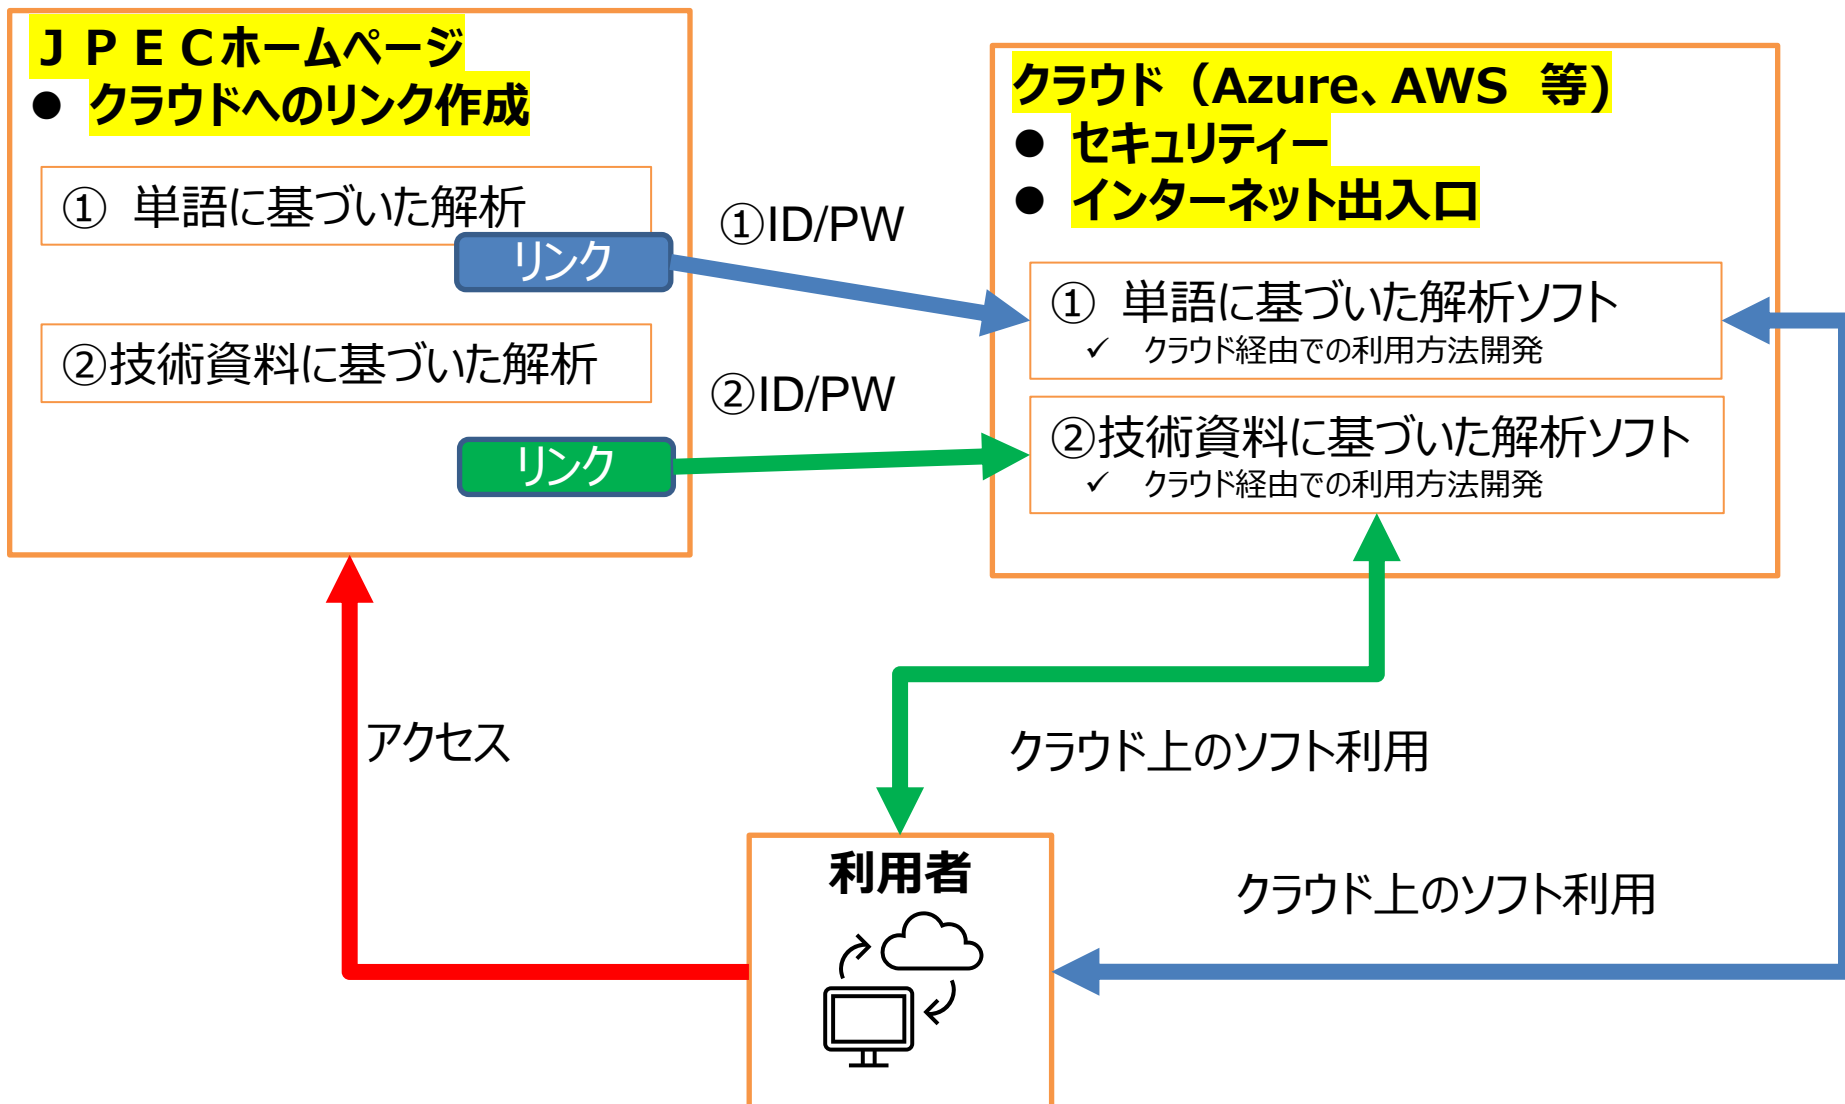 ＪＰＥＣホームページ
● クラウドへのリンク作成
① 単語に基づいた解析
リンク
②技術資料に基づいた解析
リンク
①ID/PW
②ID/PW
クラウド（Azure、AWS 等)
● セキュリティー
● インターネット出入口
① 単語に基づいた解析ソフト
✓ クラウド経由での利用方法開発
②技術資料に基づいた解析ソフト
✓ クラウド経由での利用方法開発
アクセス
クラウド上のソフト利用
クラウド上のソフト利用
利用者